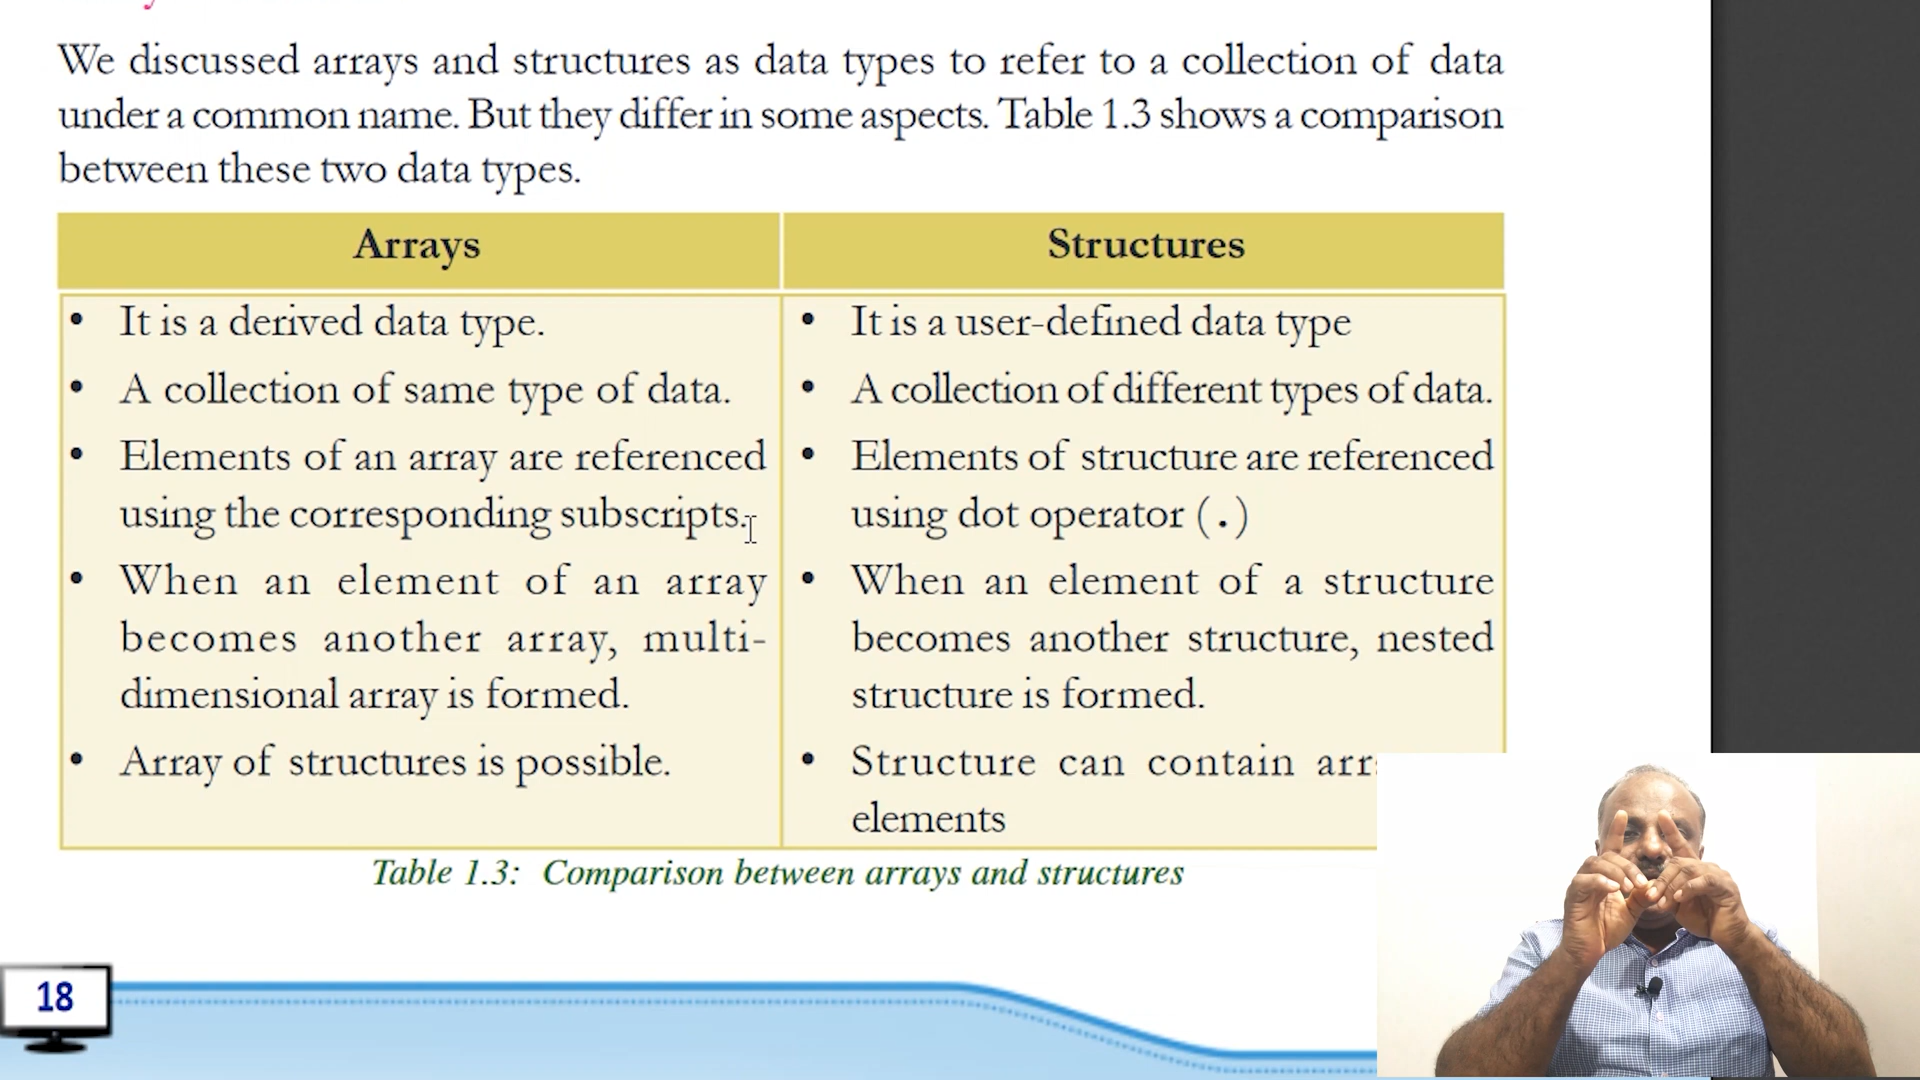 We discussed arrays and structures as data types to refer to a collection of data
under a common name. But they differ in some aspects. Table 1.3 shows a comparison
between these two data types.
Arrays
• It is a derived data type.
• A collection of same type of data.
• Elements of an array are referenced
using the corresponding subscripts.
• When an element of an array
becomes another array, multi-
dimensional array is formed.
• Array of structures is possible.
Structures
• It is a user-defined data type
• A collection of different types of data.
• Elements of structure are referenced
using dot operator (.)
• When an element of a structure
becomes another structure, nested
structure is formed.
• Structure can contain
elements
Table 1.3: Comparison between arrays and structures
18